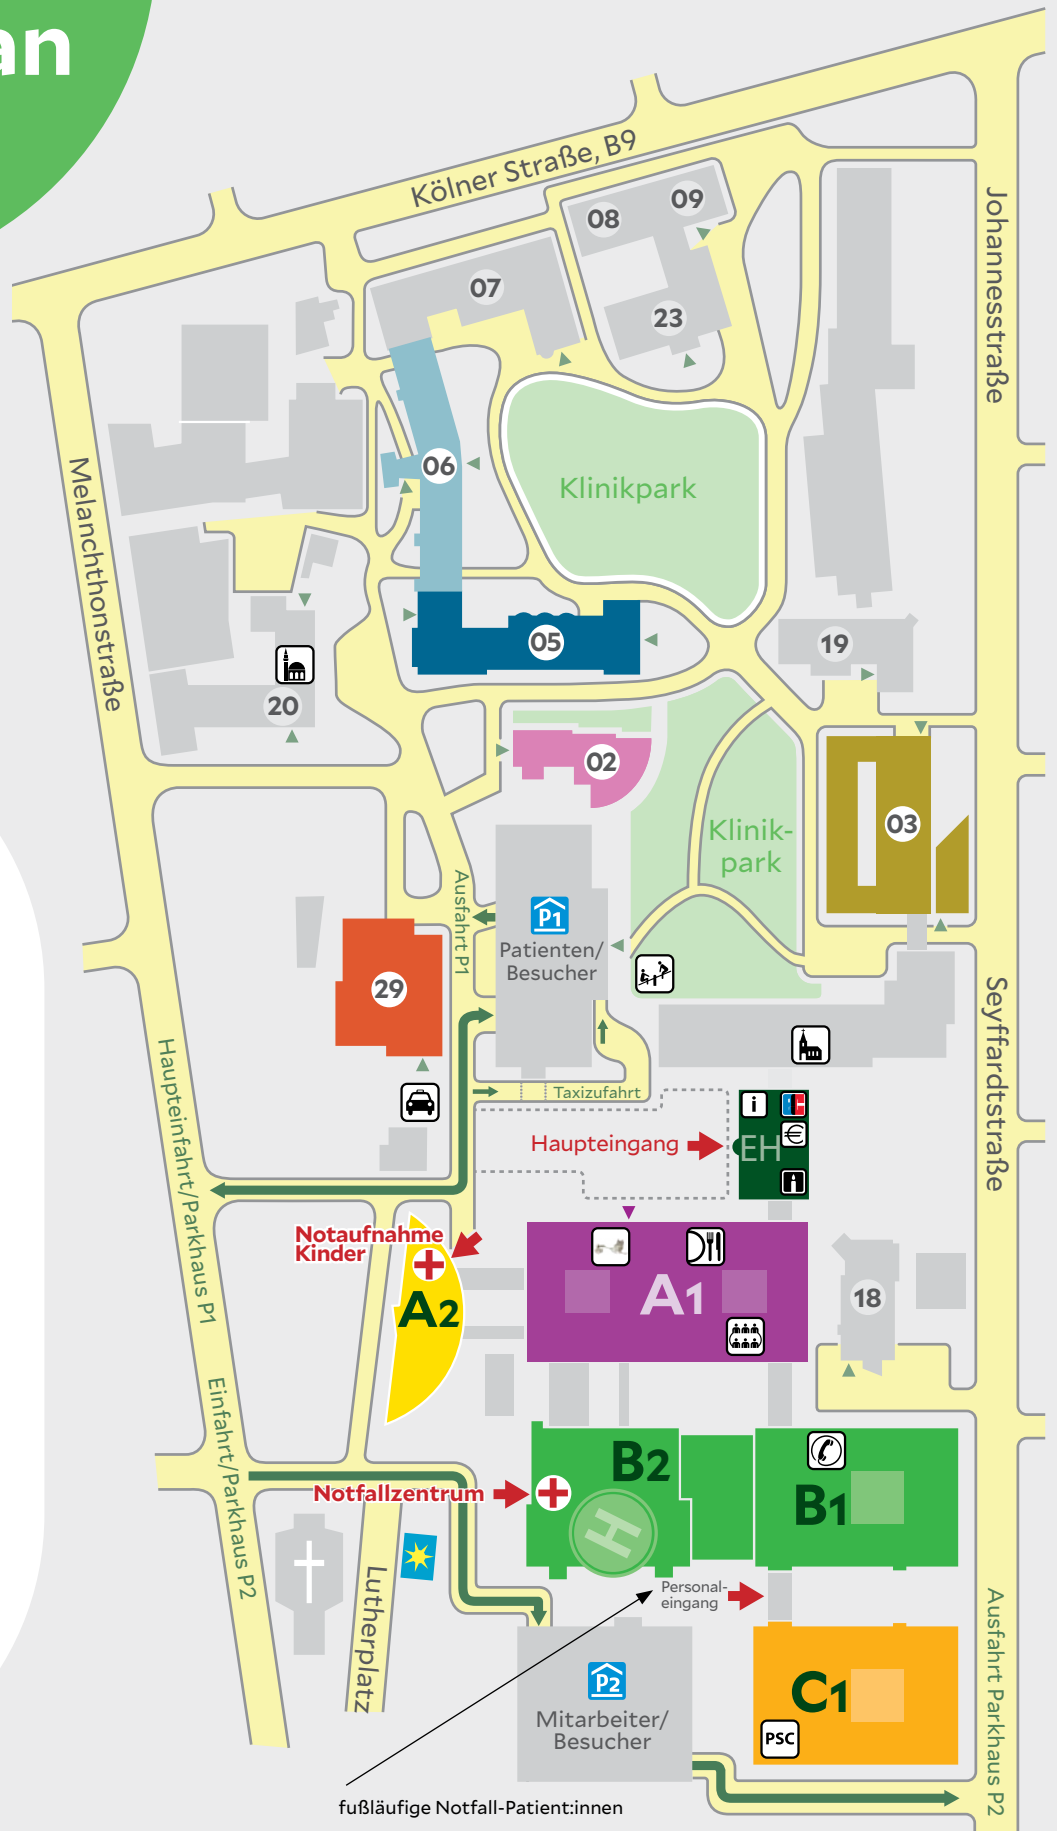 an
Kölner Straße, B9
Johannesstraße
09
08
07
23
06
Klinikpark
Melanchthonstraße
05
19
20
02
03
Klinik-
park
Ausfahrt P1
P1
Patienten/
Besucher
29
Seyffardtstraße
Haupteinfahrt/Parkhaus P1
Taxizufahrt
i
Haupteingang
EH
€
Notaufnahme
Kinder
A2
A1
18
Einfahrt/Parkhaus P2
B2
B1
Notfallzentrum
H
Lutherplatz
Personal-
eingang
P2
Mitarbeiter/
Besucher
C1
PSC
Ausfahrt Parkhaus P2
fußläufige Notfall-Patient:innen